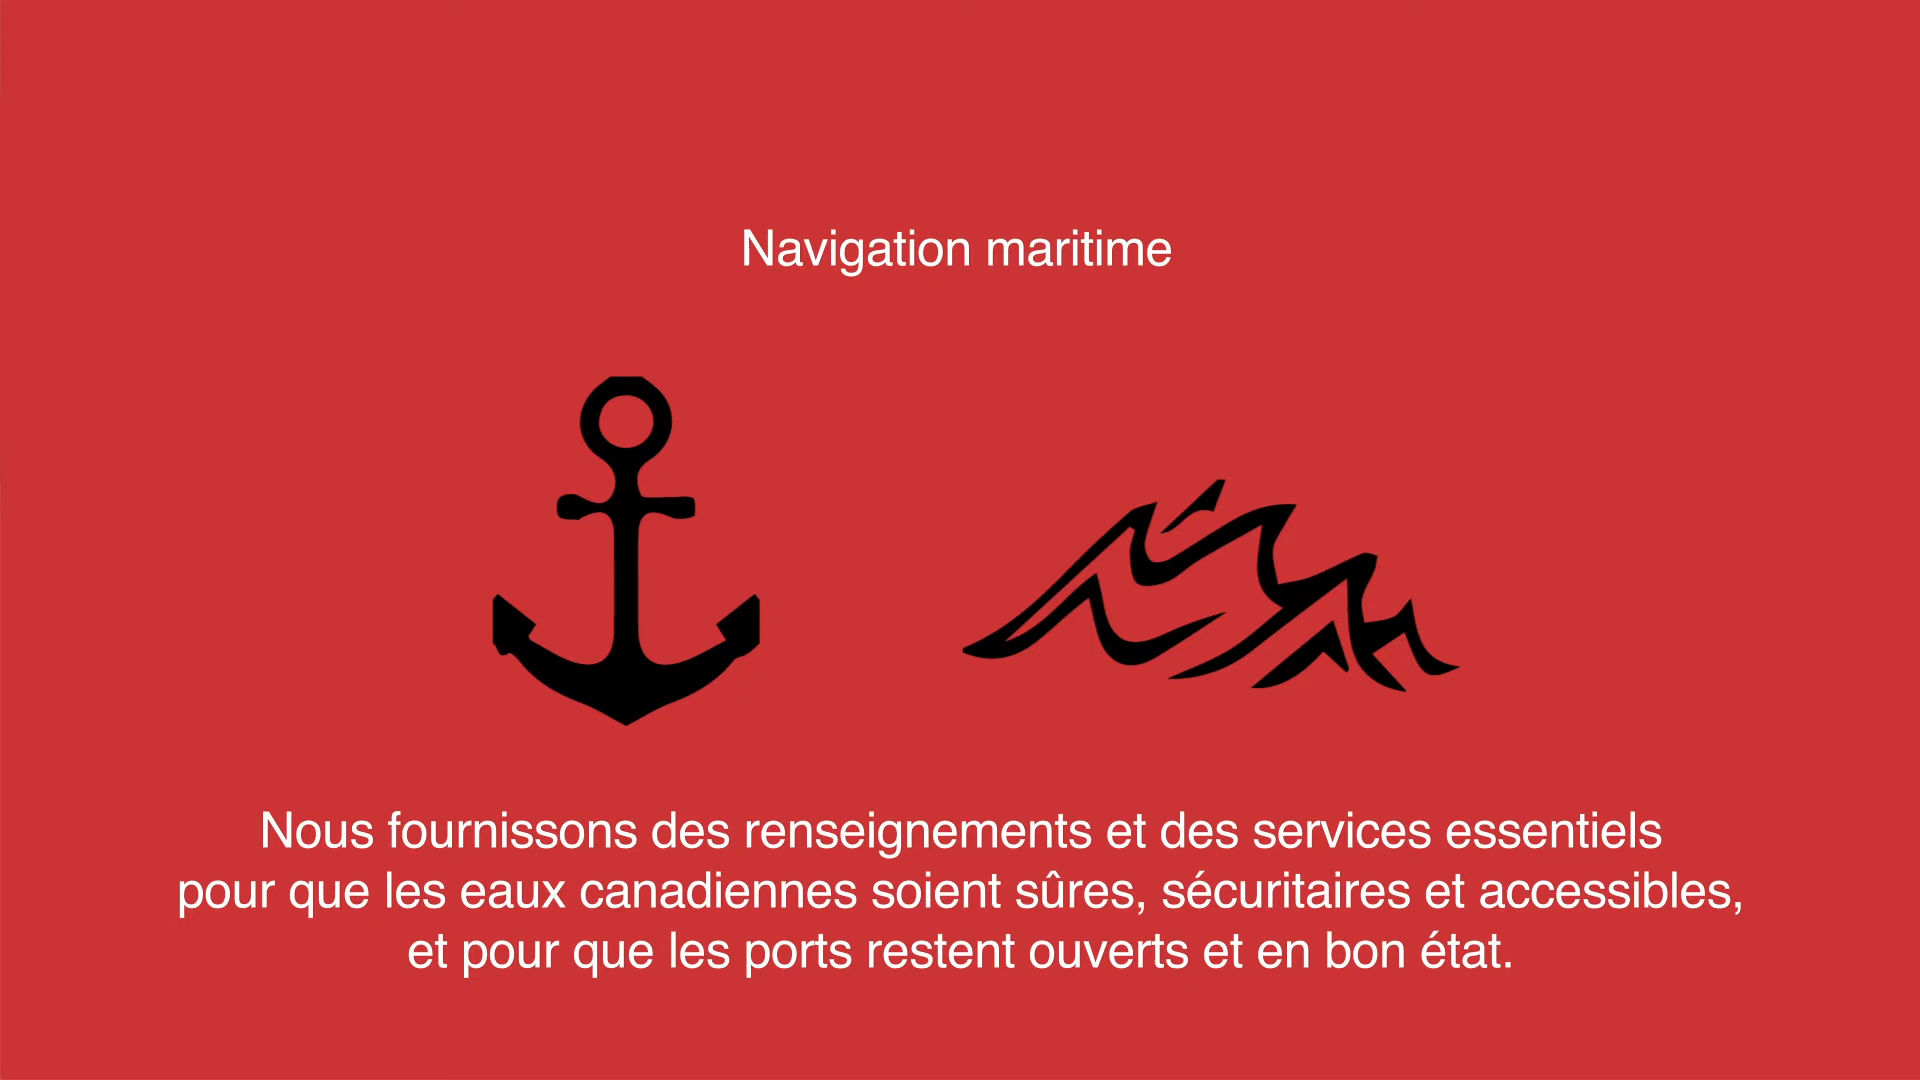 Navigation maritime
Nous fournissons des renseignements et des services essentiels
pour que les eaux canadiennes soient sûres, sécuritaires et accessibles,
et pour que les ports restent ouverts et en bon état.